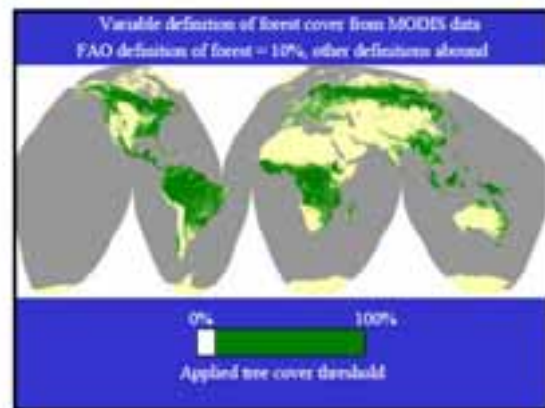 Variable definition of forest cover from MODIS data
FAO definition of forest = 10%, other definitions abound
0% 100%
Applied tree cover threshold